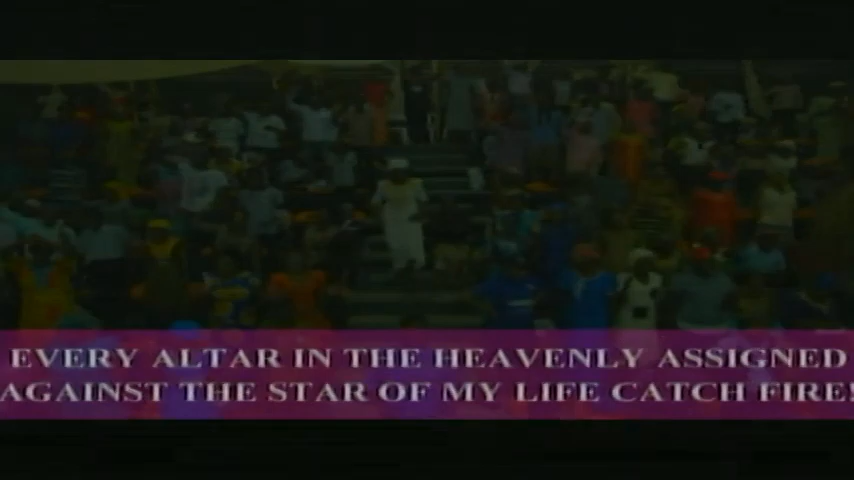 EVERY ALTAR IN THE HEAVENLY ASSIGNED
AGAINST THE STAR OF MY LIFE CATCH FIRE!